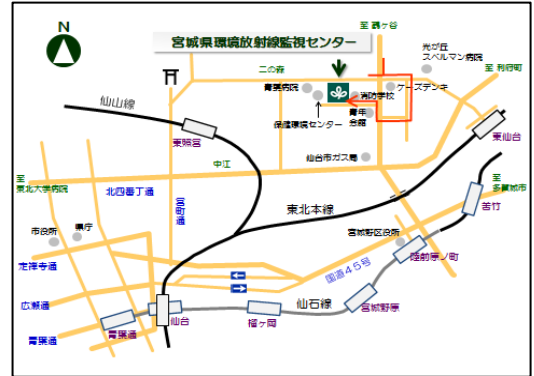 N
至 鶴ヶ谷
宮城県環境放射線監視センター
光が丘
スペルマン病院
二の森
至 利府町
青葉病院
消防学校
ケーズデンキ
仙山線
保健環境センター
青年
会館
東照宮
東仙台
仙台市ガス局
中江
至
東北大学病院
北四番丁通
宮町通
東北本線
至
多賀城市
苦竹
市役所
県庁
宮城野区役所
定禅寺通
陸前原ノ町
国道45号
広瀬通
仙石線
宮城野原
仙台
榴ヶ岡
青葉通
青葉通